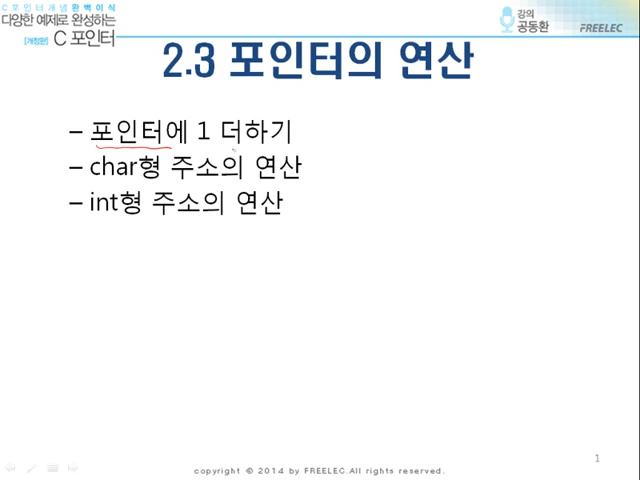 C 포인터개념 완벽이식
다양한 예제로 완성하는
[개정판] C 포인터
강의
공동환
FREELEC
2.3 포인터의 연산
– 포인터에 1 더하기
– char형 주소의 연산
– int형 주소의 연산
1
copyright © 2014 by FREELEC.All rights reserved.